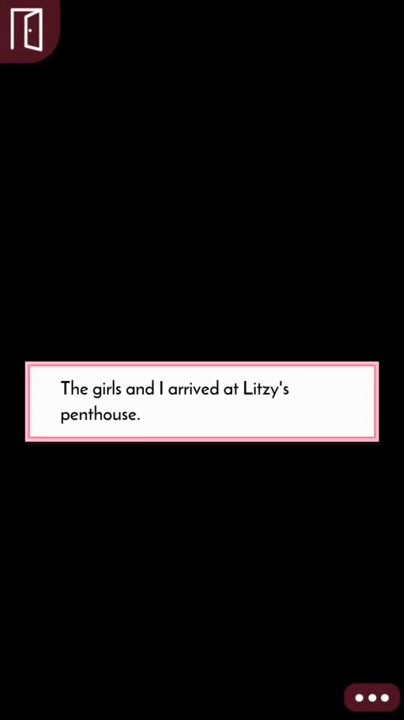 The girls and I arrived at Litzy's
penthouse.